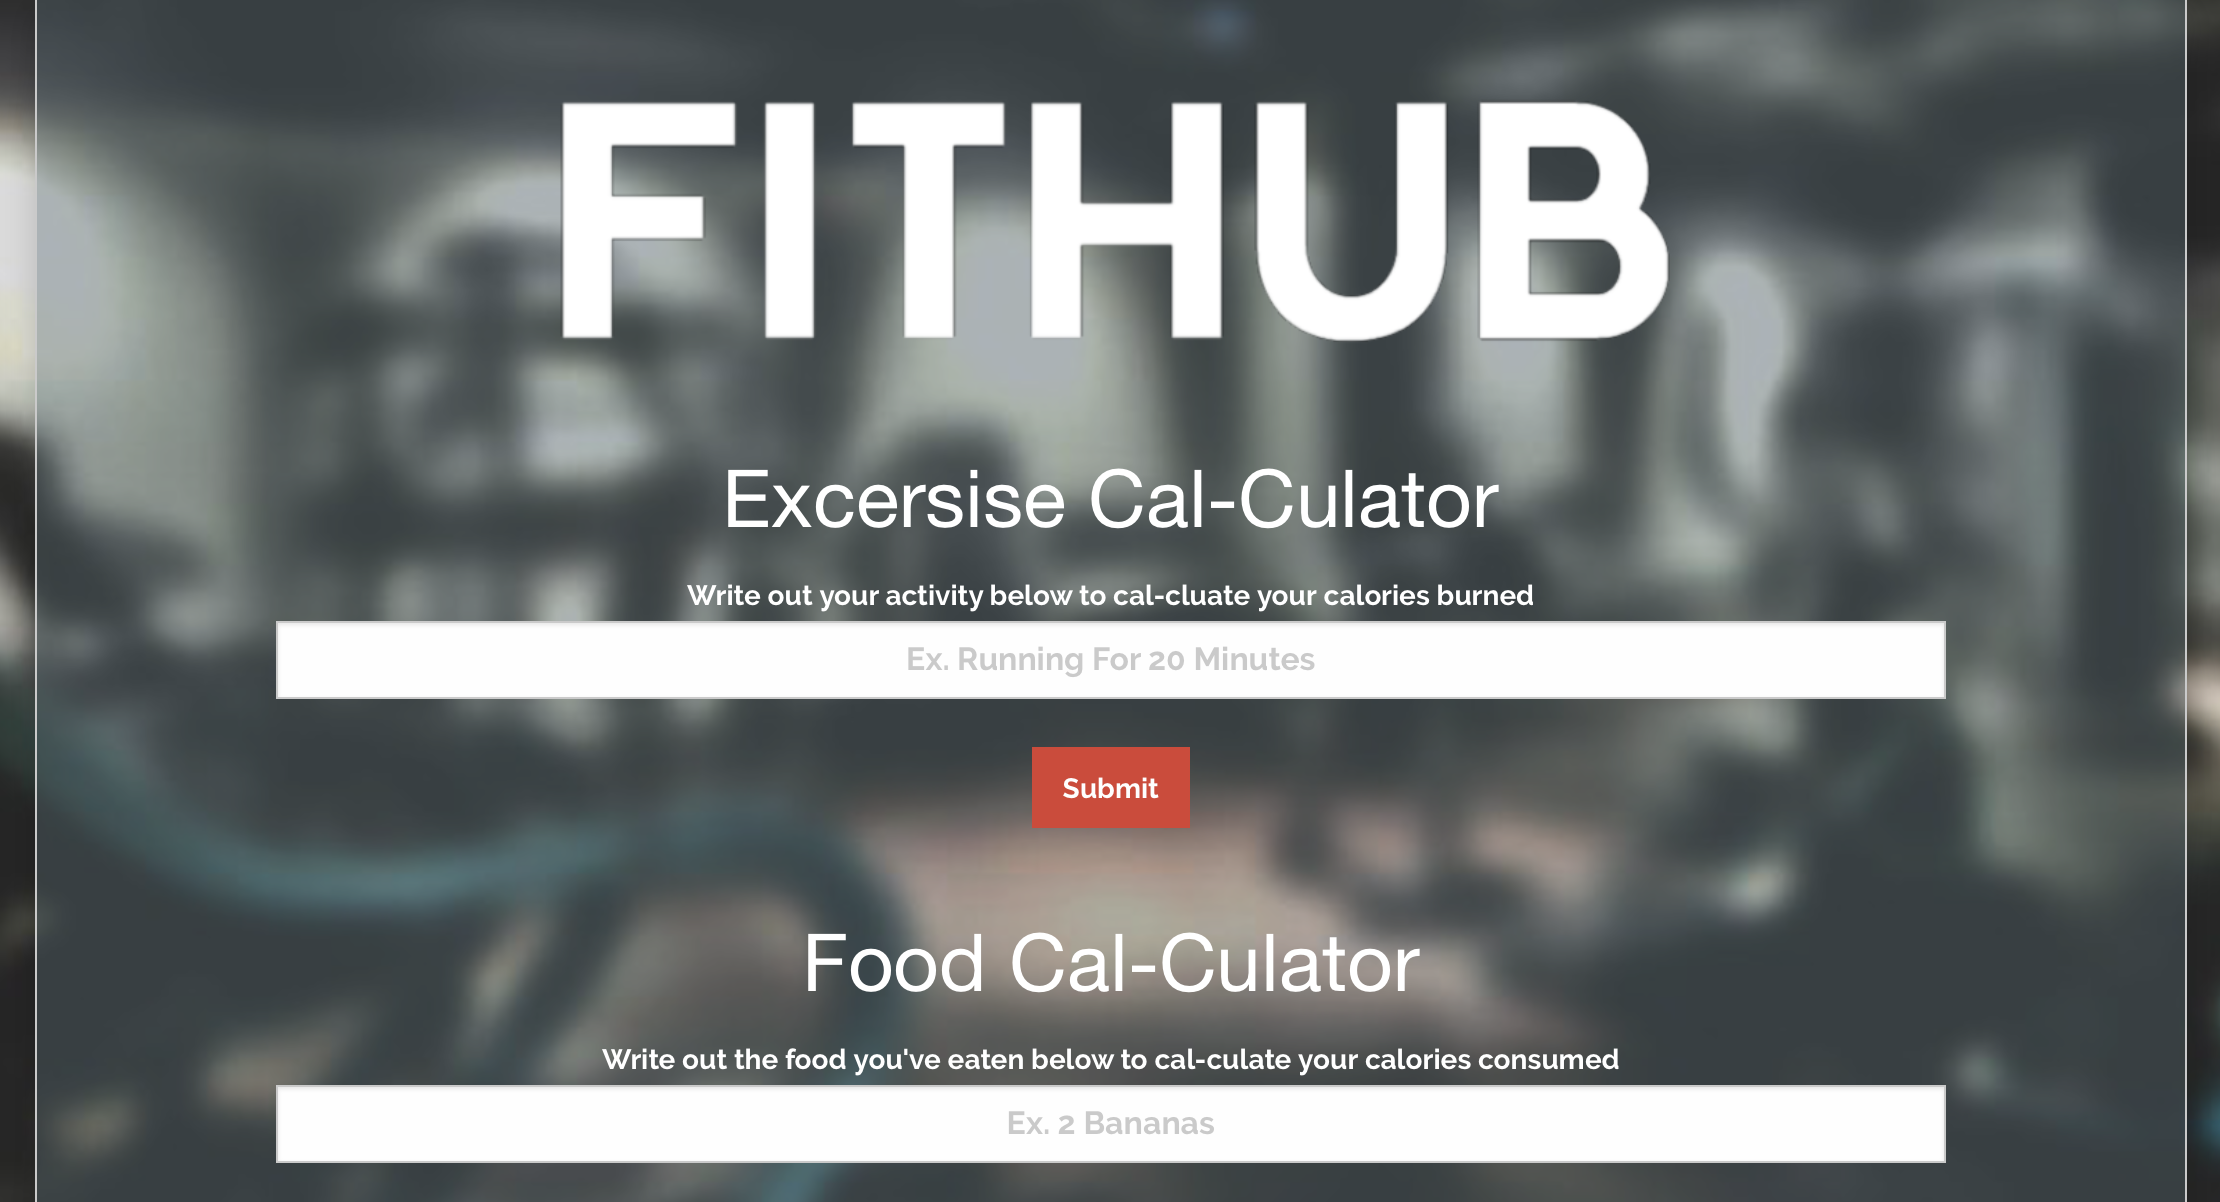 FITHUB
Excersise Cal-Culator
Write out your activity below to cal-cluate your calories burned
Ex. Running For 20 Minutes
Submit
Food Cal-Culator
Write out the food you've eaten below to cal-culate your calories consumed
Ex. 2 Bananas